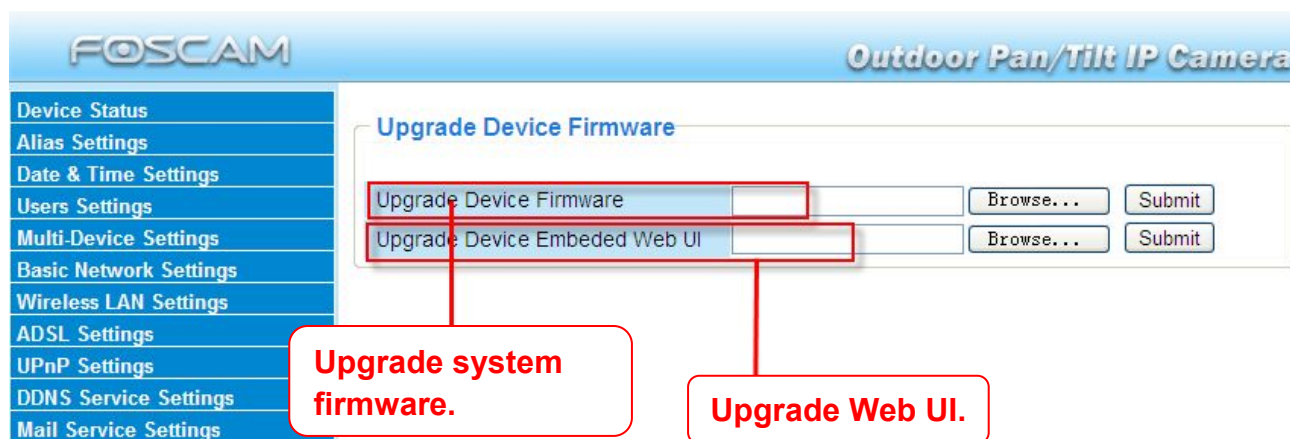 FOSCAM
Outdoor Pan/Tilt IP Camera
Device Status
Alias Settings
Date & Time Settings
Users Settings
Multi-Device Settings
Basic Network Settings
Wireless LAN Settings
ADSL Settings
UPnP Settings
DDNS Service Settings
Mail Service Settings
Upgrade Device Firmware
Upgrade Device Firmware Browse... Submit
Upgrade Device Embeded Web UI Browse... Submit
Upgrade system
firmware.
Upgrade Web UI.